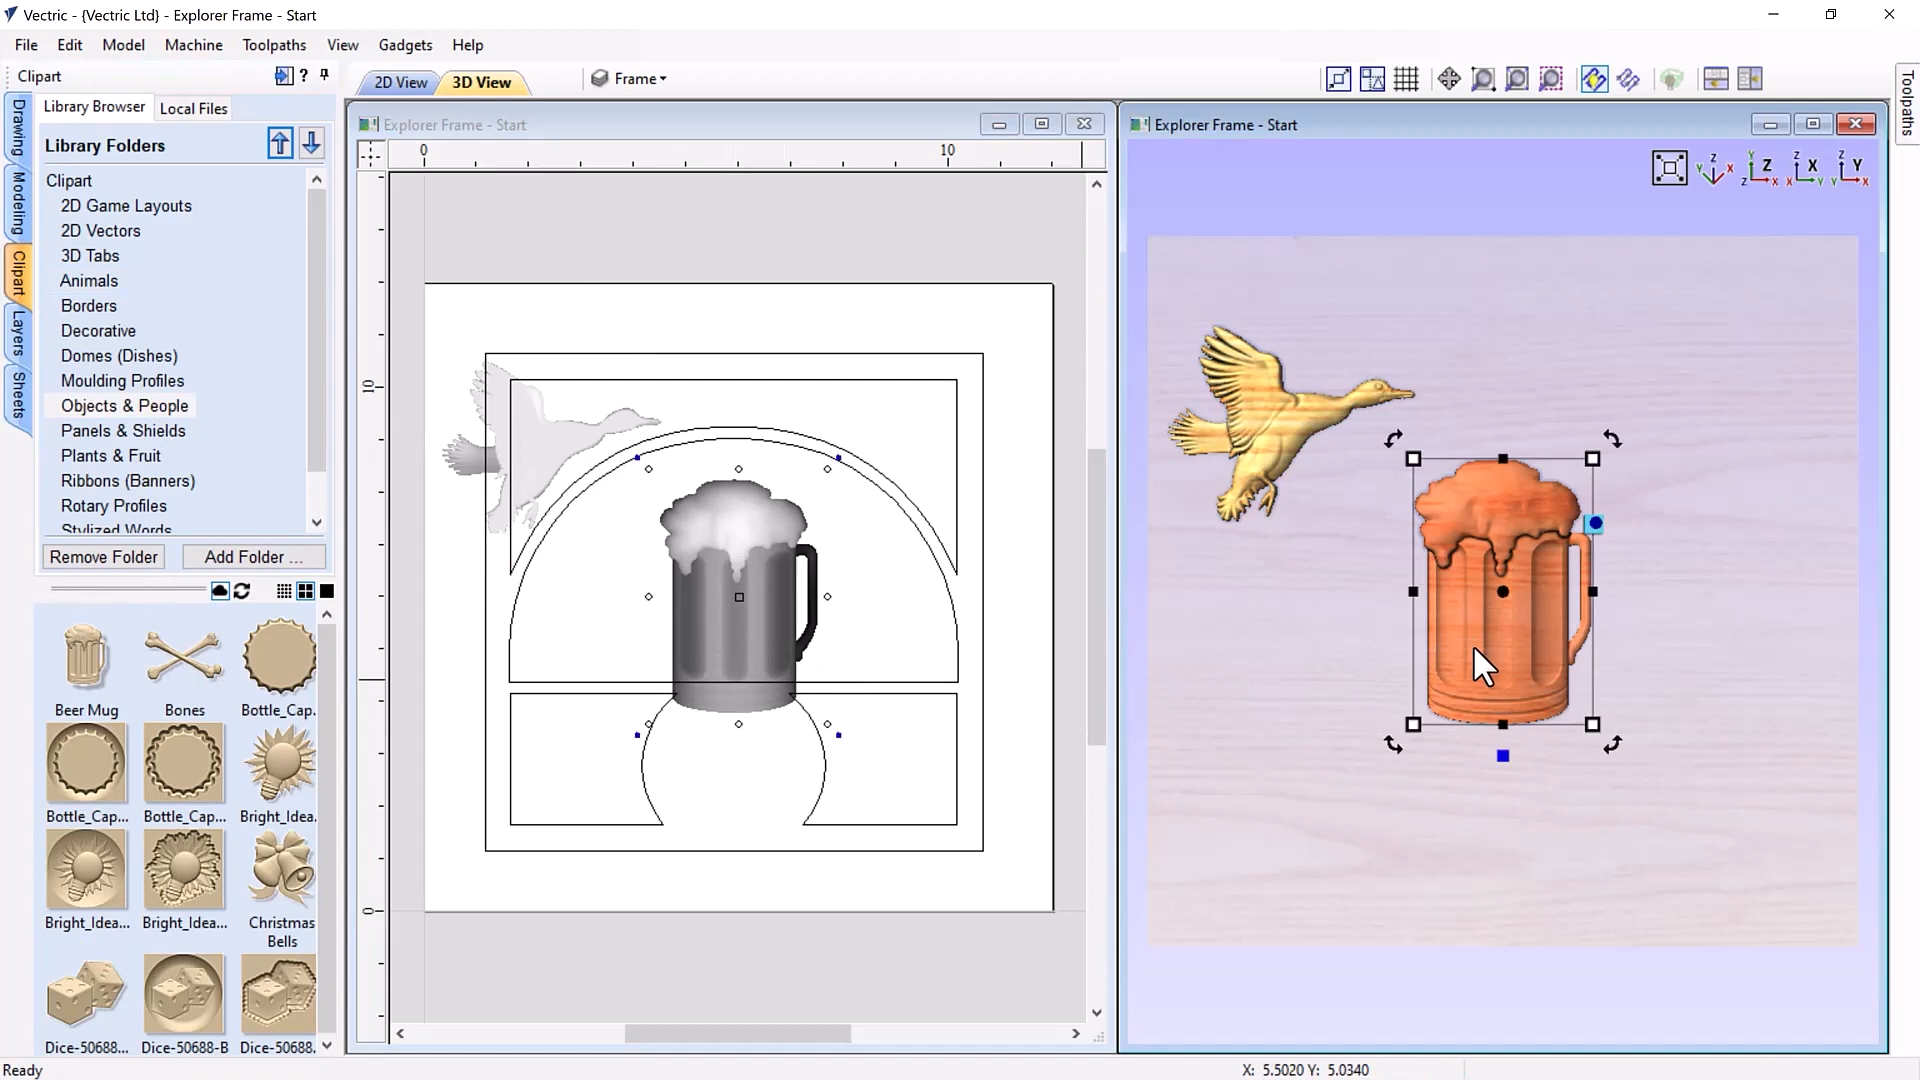 Vectric - {Vectric Ltd} - Explorer Frame - Start
File Edit Model Machine Toolpaths View Gadgets Help
Clipart ?
2D View 3D View Frame
Library Browser Local Files
Library Folders
Clipart
2D Game Layouts
2D Vectors
3D Tabs
Animals
Borders
Decorative
Domes (Dishes)
Moulding Profiles
Objects & People
Panels & Shields
Plants & Fruit
Ribbons (Banners)
Rotary Profiles
Stylized Words
Remove Folder Add Folder ...
Drawing
Modeling
Clipart
Layers
Sheets
Beer Mug Bones Bottle_Cap.
Bottle_Cap... Bottle_Cap... Bright_Idea.
Bright_Idea... Bright_Idea... Christmas
Bells
Dice-50688... Dice-50688-B Dice-50688.
Explorer Frame - Start
0 10
10
0
Explorer Frame - Start
Z Y X
Y Z Z X
Z X X Y
Z Y Y X
Toolpaths
Ready
X: 5.5020 Y: 5.0340